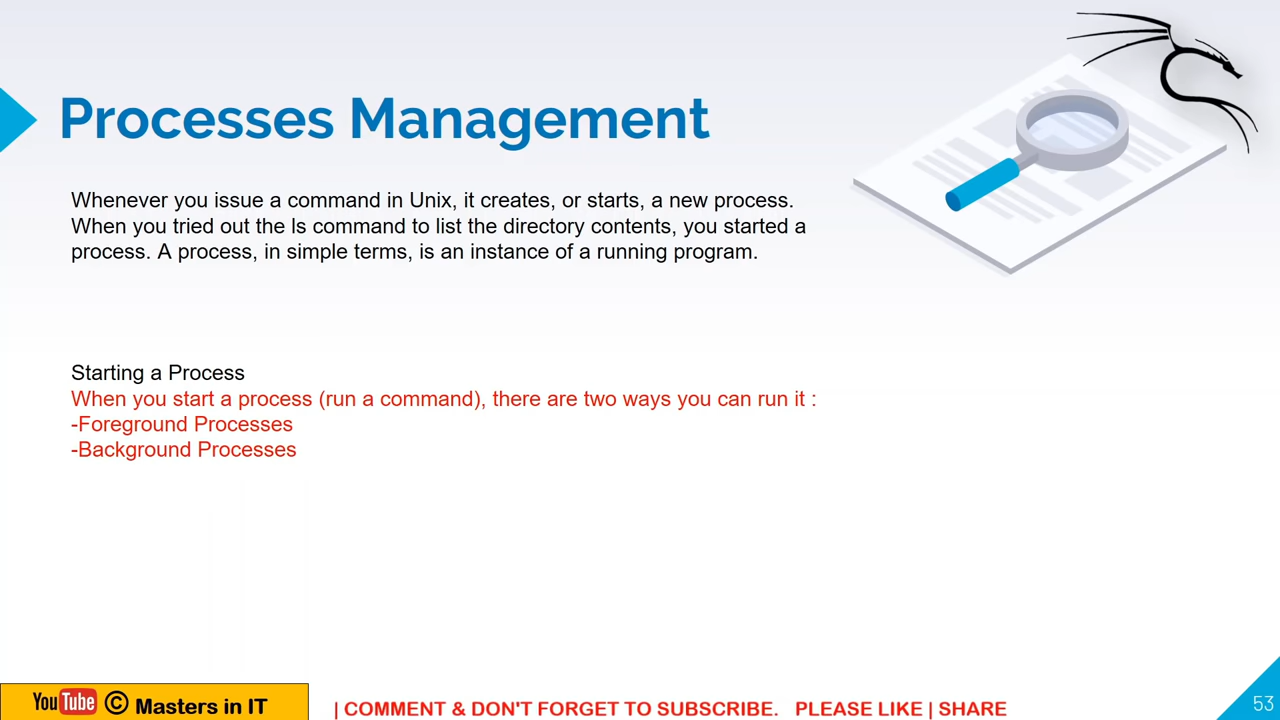 Processes Management
Whenever you issue a command in Unix, it creates, or starts, a new process.
When you tried out the ls command to list the directory contents, you started a
process. A process, in simple terms, is an instance of a running program.
Starting a Process
When you start a process (run a command), there are two ways you can run it :
-Foreground Processes
-Background Processes
YouTube © Masters in IT
| COMMENT & DON'T FORGET TO SUBSCRIBE. PLEASE LIKE | SHARE
53